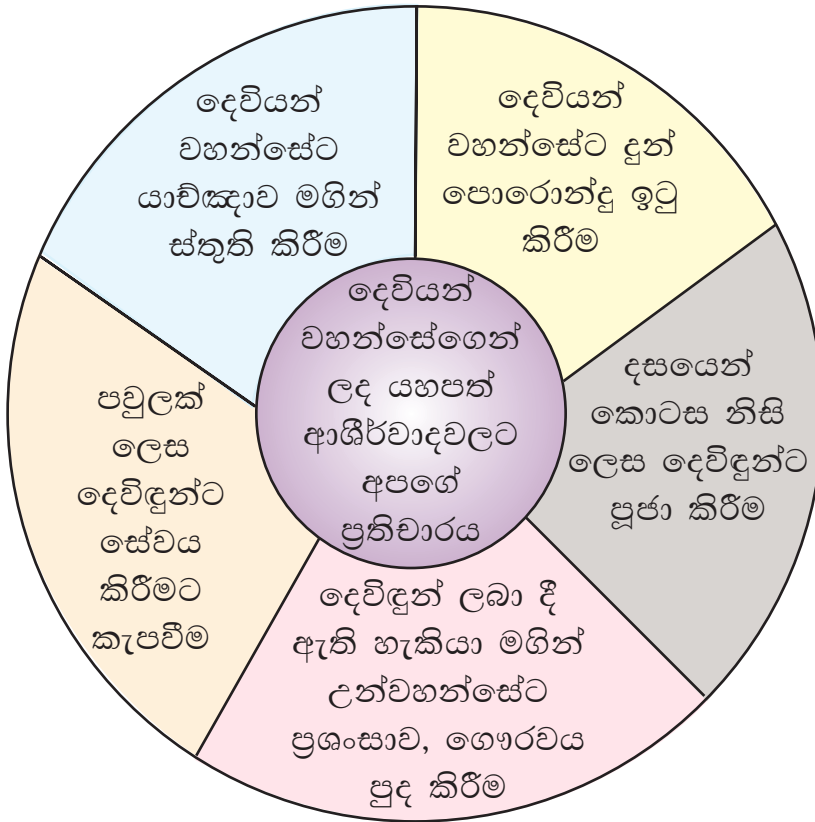 දෙවියන්
වහන්සේට
යාච්ඤාව මගින්
ස්තුති කිරීම
දෙවියන්
වහන්සේට දුන්
පොරොන්දු ඉටු
කිරීම
දෙවියන්
වහන්සේගෙන්
ලද යහපත්
ආශීර්වාදවලට
අපගේ
ප්‍රතිචාරය
දසයෙන්
කොටස නිසි
ලෙස දෙවිඳුන්ට
පූජා කිරීම
පවුලක්
ලෙස
දෙවිඳුන්ට
සේවය
කිරීමට
කැපවීම
දෙවිඳුන් ලබා දී
ඇති හැකියා මගින්
උන්වහන්සේට
ප්‍රශංසාව, ගෞරවය
පුද කිරීම